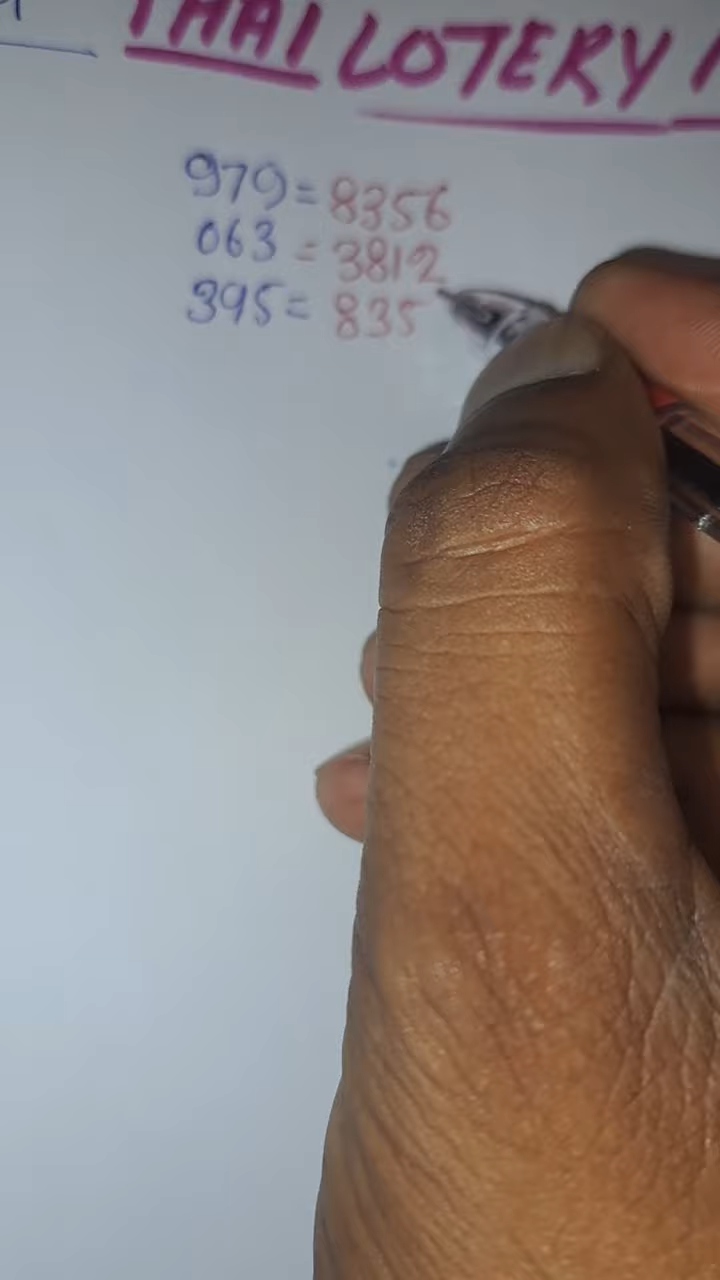 THAI LOTERY
979 = 8356
063 = 3812
395 = 835